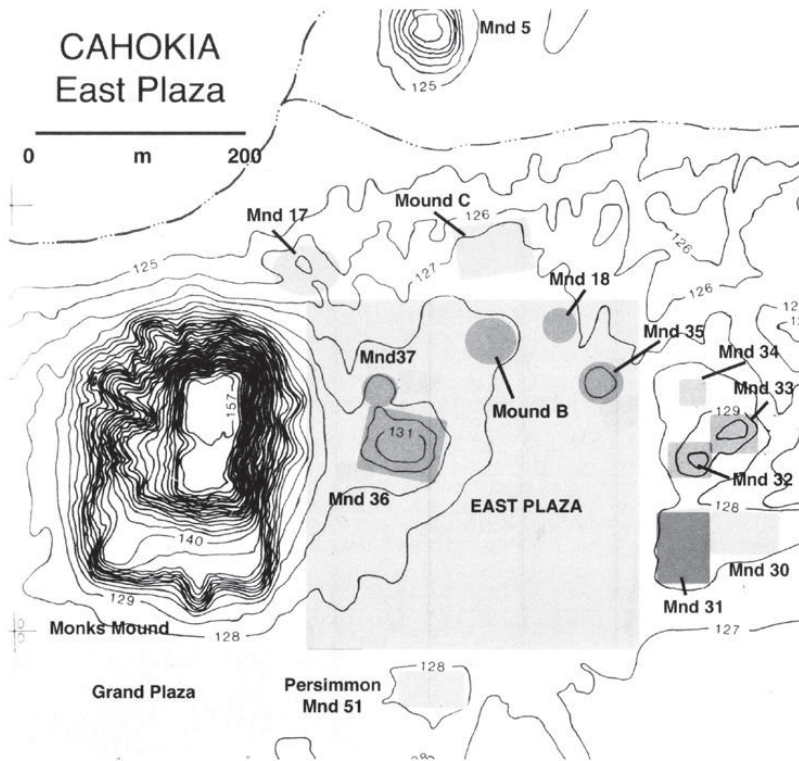 CAHOKIA
East Plaza
0 m 200
Mnd 5
125
Mnd 17
Mound C
126
126
125
127
Mnd 18
126
Mnd 35
Mnd 34
Mnd37
Mnd 33
157
Mound B
129
131
Mnd 32
Mnd 36
EAST PLAZA
128
140
Mnd 30
129
Mnd 31
Monks Mound
128
127
128
Grand Plaza
Persimmon
Mnd 51